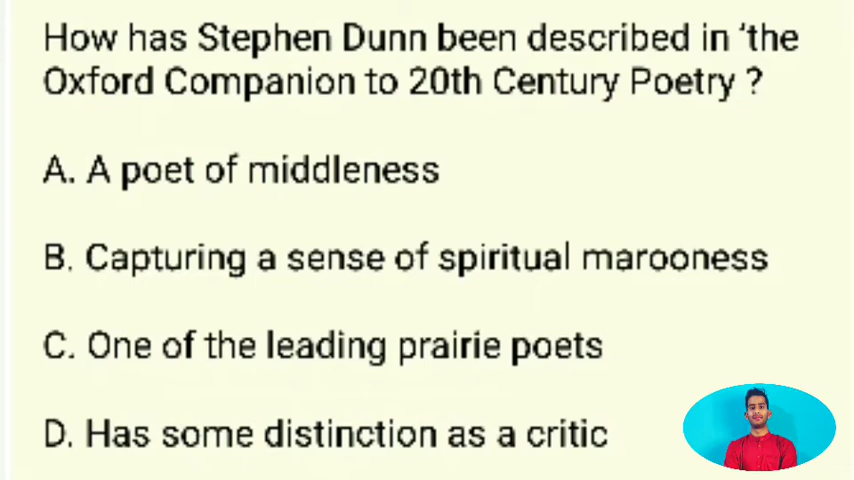 How has Stephen Dunn been described in ‘the
Oxford Companion to 20th Century Poetry ?
A. A poet of middleness
B. Capturing a sense of spiritual marooness
C. One of the leading prairie poets
D. Has some distinction as a critic